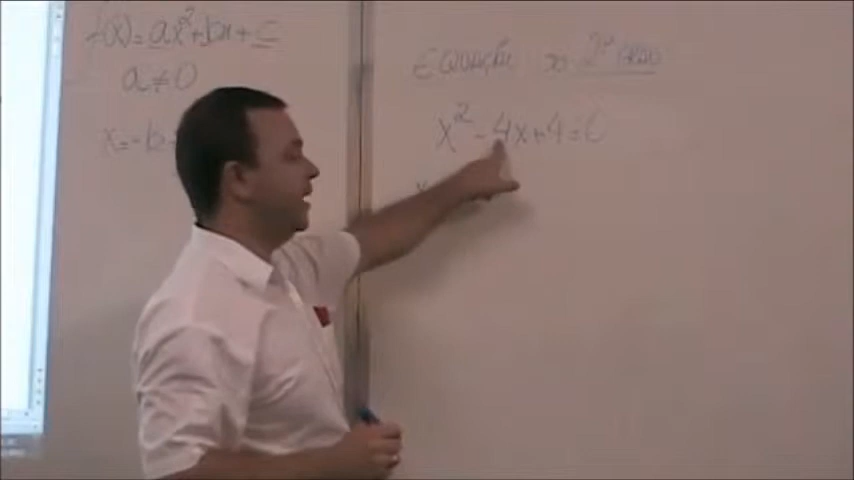 f(x)= ax²+bx+c
a≠0
x=-b
EQUAÇÃO DO 2º GRAU
x²-4x+4=0
x